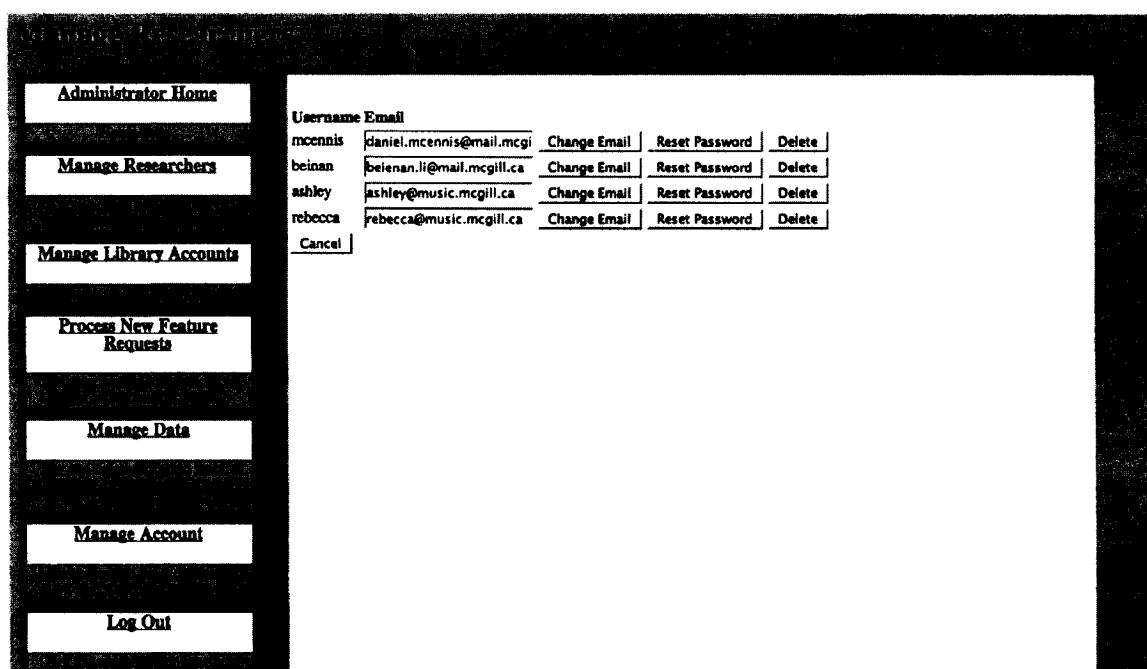 Manage Researchers
Administrator Home
Manage Researchers
Manage Library Accounts
Process New Feature
Requests
Manage Data
Manage Account
Log Out
Username Email
mcennis daniel.mcennis@mail.mcgi Change Email Reset Password Delete
beinan beienan.li@mail.mcgill.ca Change Email Reset Password Delete
ashley ashley@music.mcgill.ca Change Email Reset Password Delete
rebecca rebecca@music.mcgill.ca Change Email Reset Password Delete
Cancel